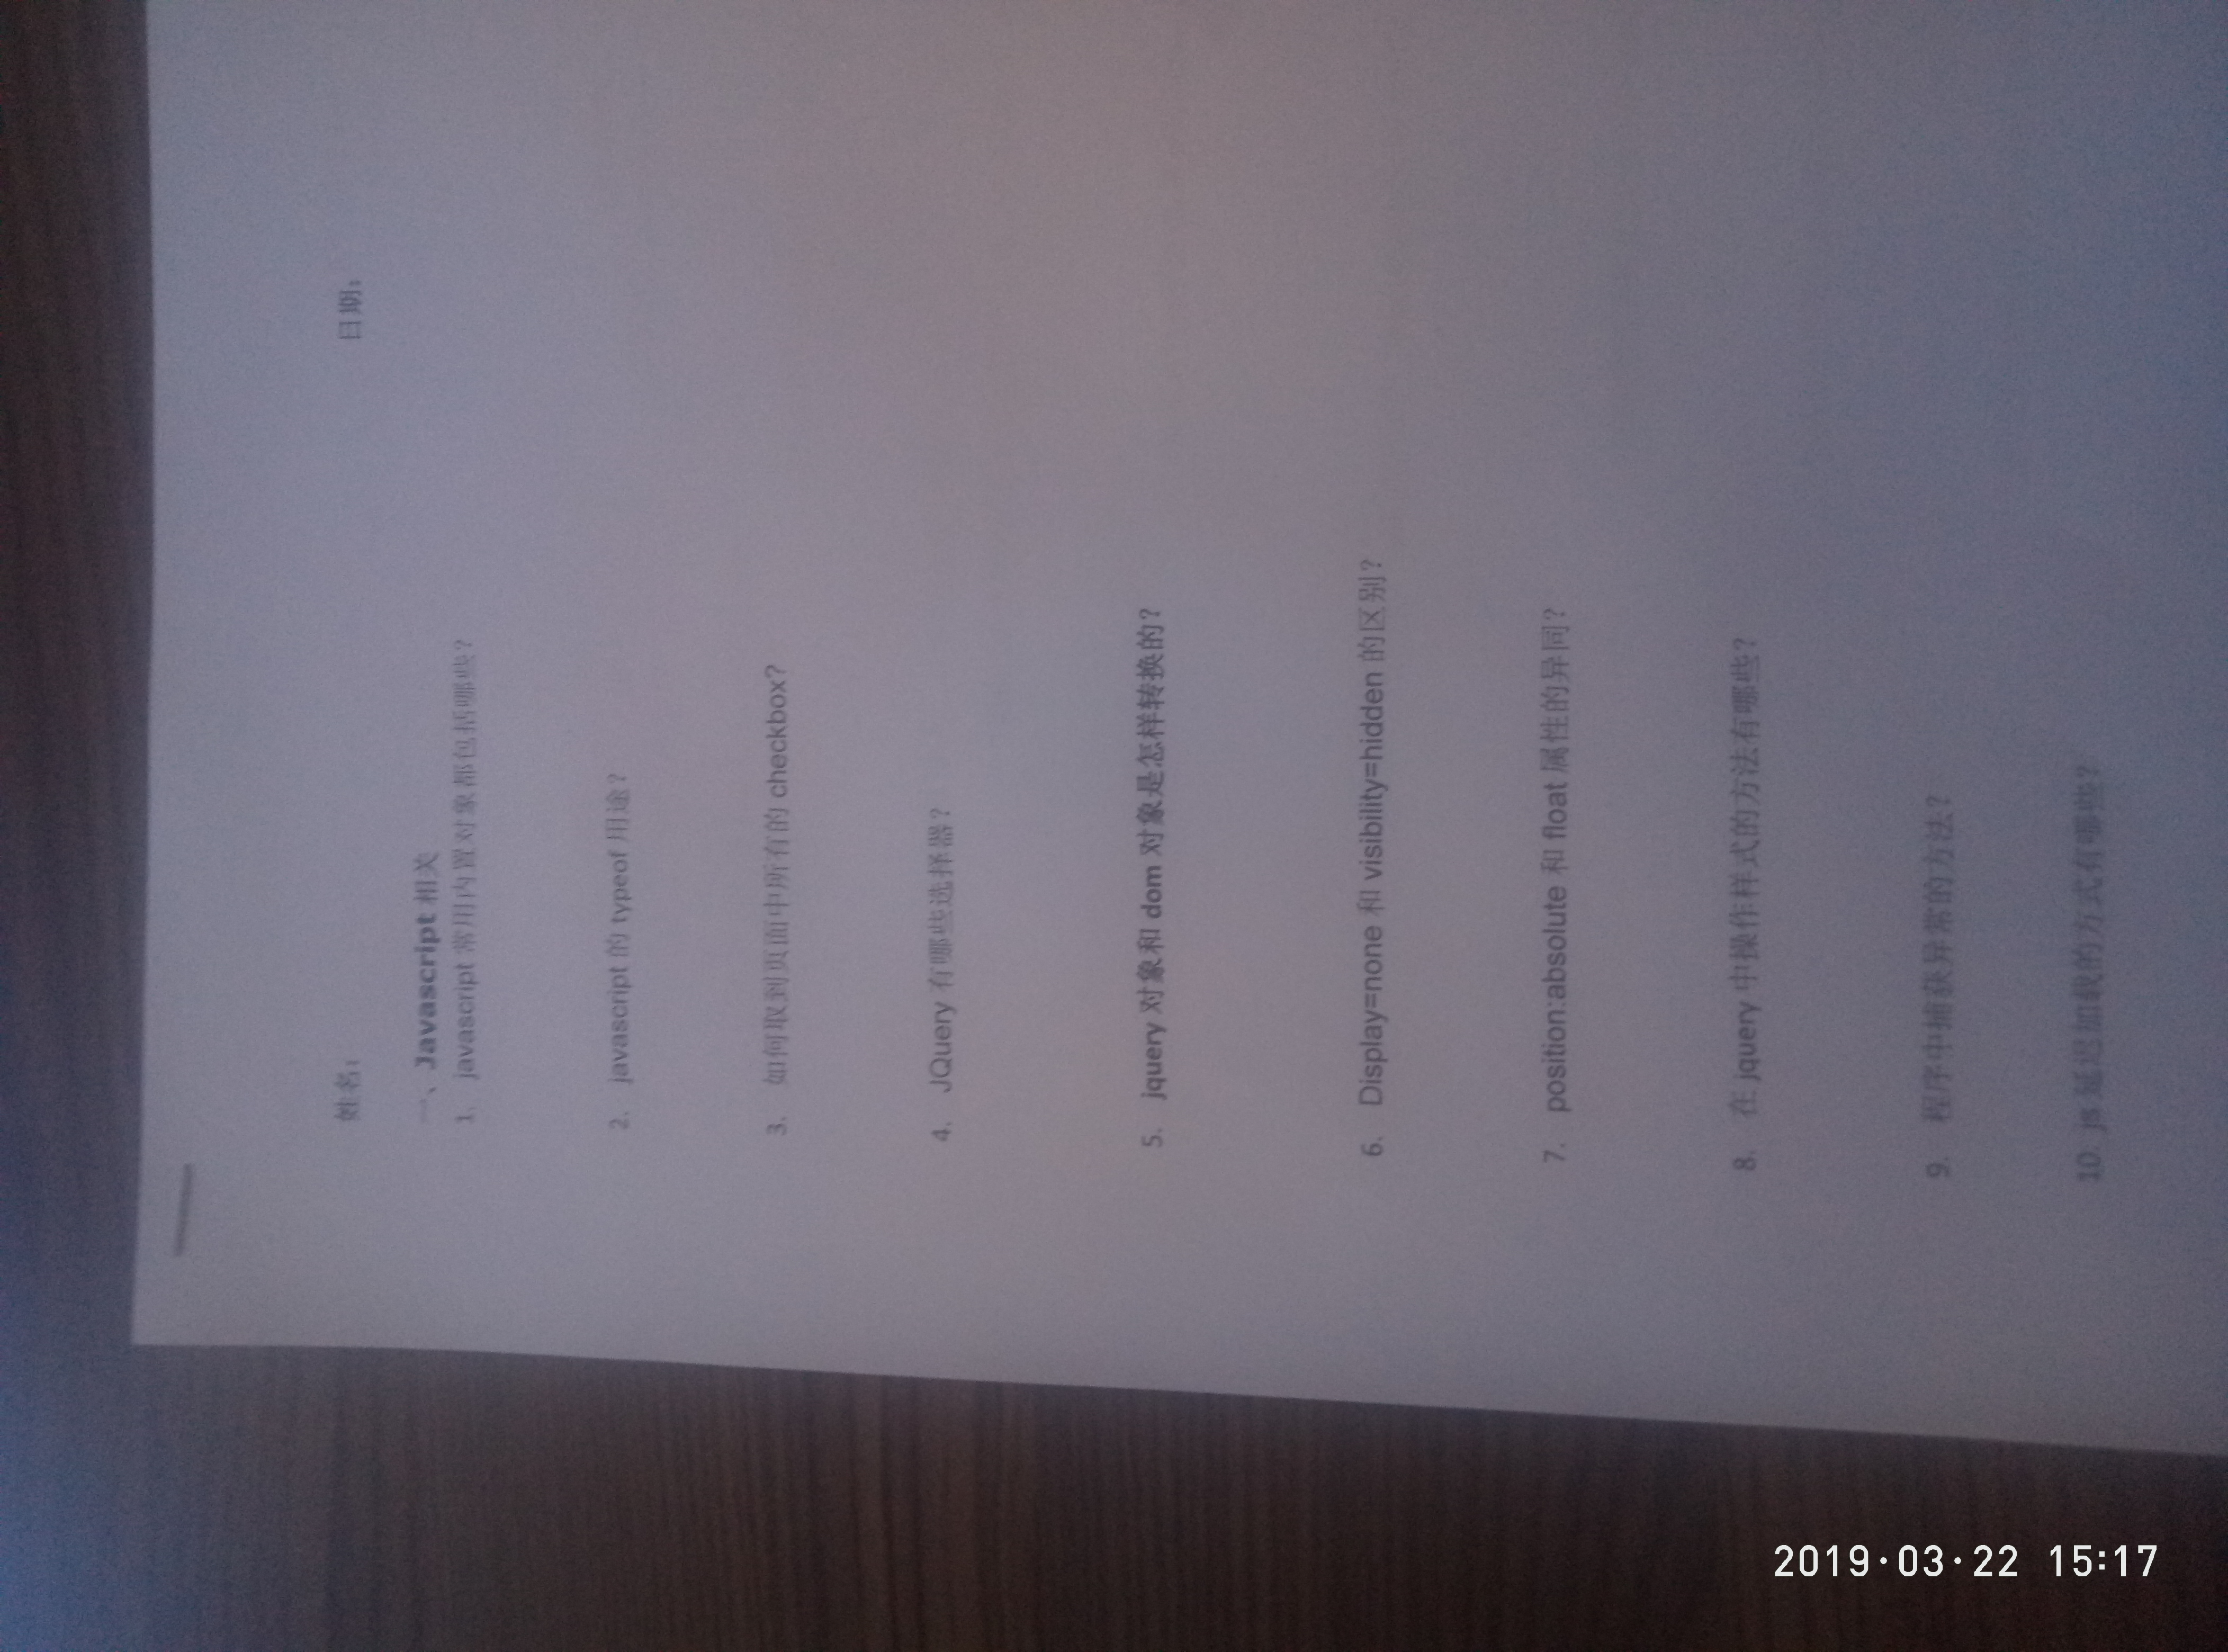 姓名： 日期：
一、Javascript 相关
1. javascript 常用内置对象都包括哪些？
2. javascript 的 typeof 用途？
3. 如何取到页面中所有的 checkbox?
4. JQuery 有哪些选择器？
5. jquery 对象和 dom 对象是怎样转换的？
6. Display=none 和 visibility=hidden 的区别？
7. position:absolute 和 float 属性的异同？
8. 在 jquery 中操作样式的方法有哪些？
9. 程序中捕获异常的方法？
10. js 延迟加载的方式有哪些？
2019·03·22 15:17